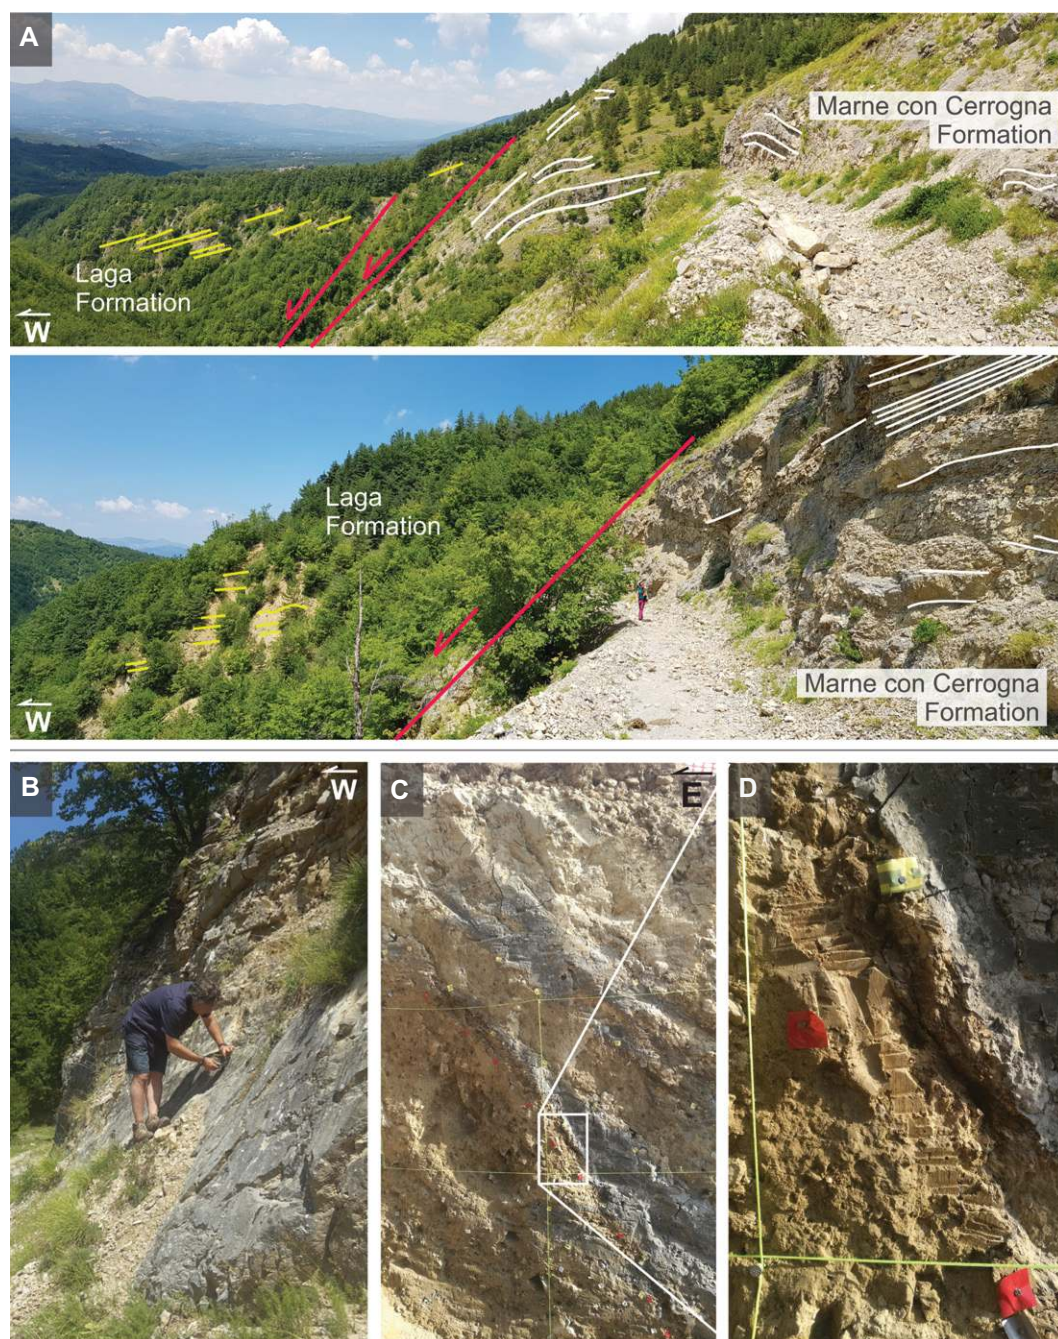 A
Marne con Cerrogna
Formation
Laga
Formation
W
Laga
Formation
Marne con Cerrogna
Formation
W
B
W
C
E
D